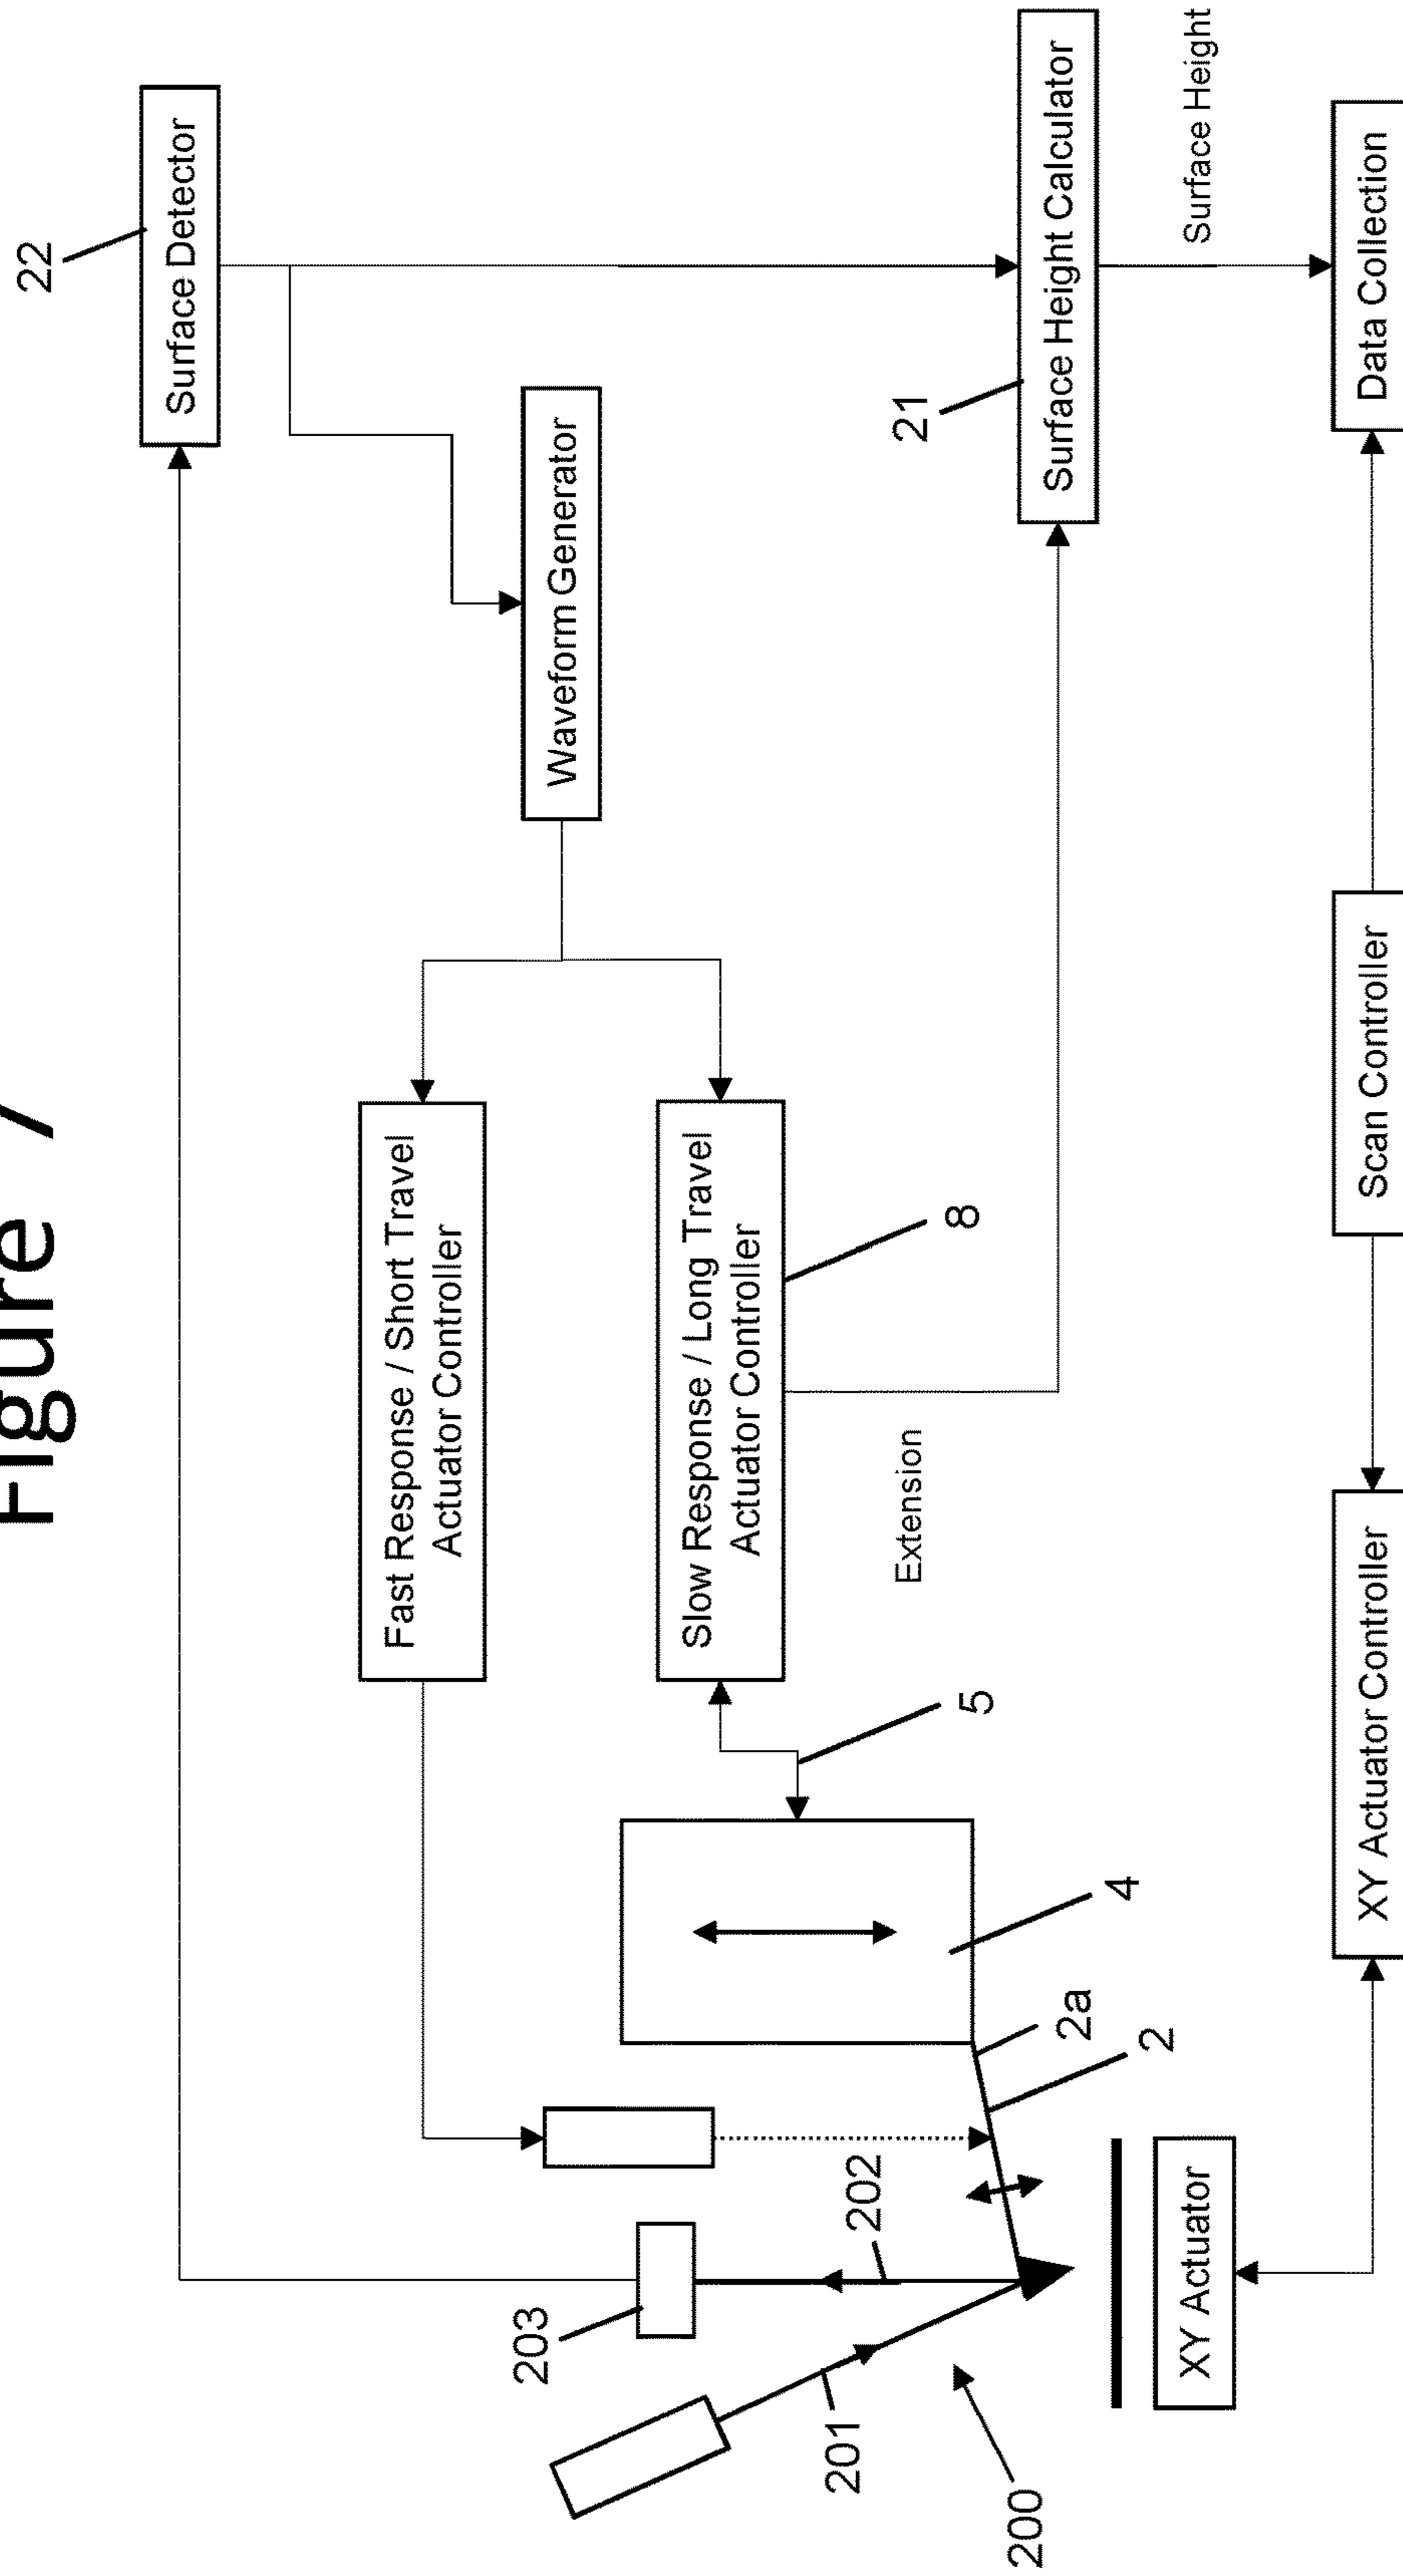 Figure 7
22
Surface Detector
Waveform Generator
Fast Response / Short Travel
Actuator Controller
Slow Response / Long Travel
Actuator Controller
8
Extension
5
4
2a
2
203
202
201
200
21
Surface Height Calculator
Surface Height
XY Actuator
XY Actuator Controller
Scan Controller
Data Collection